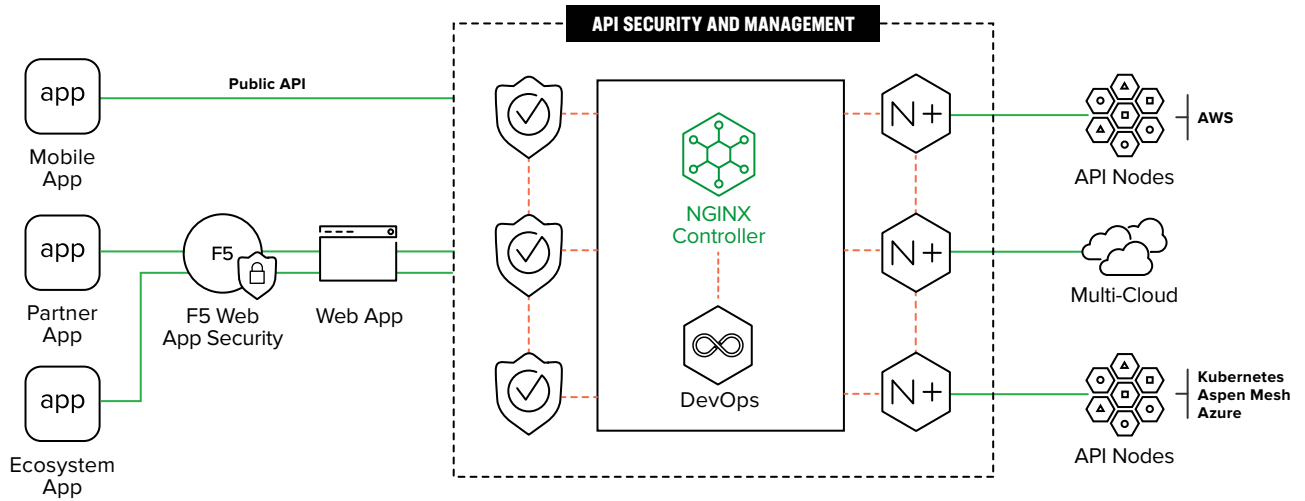 API SECURITY AND MANAGEMENT
app
Mobile
App
Public API
app
Partner
App
app
Ecosystem
App
F5
F5 Web
App Security
Web App
NGINX
Controller
DevOps
N+
N+
N+
API Nodes
AWS
Multi-Cloud
API Nodes
Kubernetes
Aspen Mesh
Azure